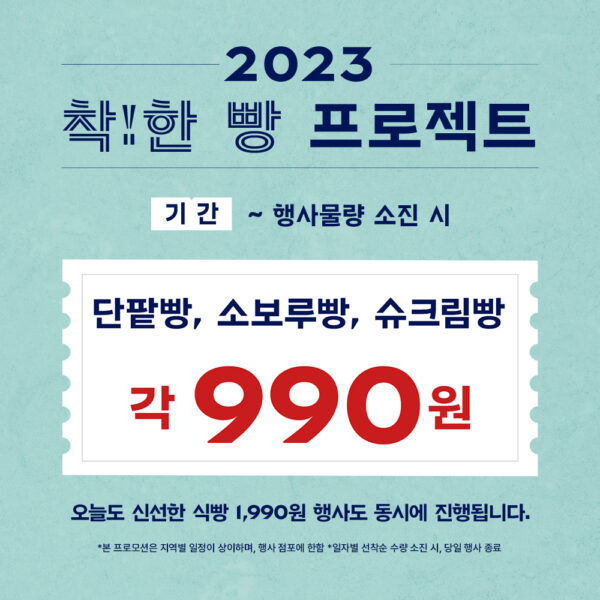 2023
착!한 빵 프로젝트
기 간 ~ 행사물량 소진 시
단팥빵, 소보루빵, 슈크림빵
각 990원
오늘도 신선한 식빵 1,990원 행사도 동시에 진행됩니다.
*본 프로모션은 지역별 일정이 상이하며, 행사 점포에 한함 *일자별 선착순 수량 소진 시, 당일 행사 종료